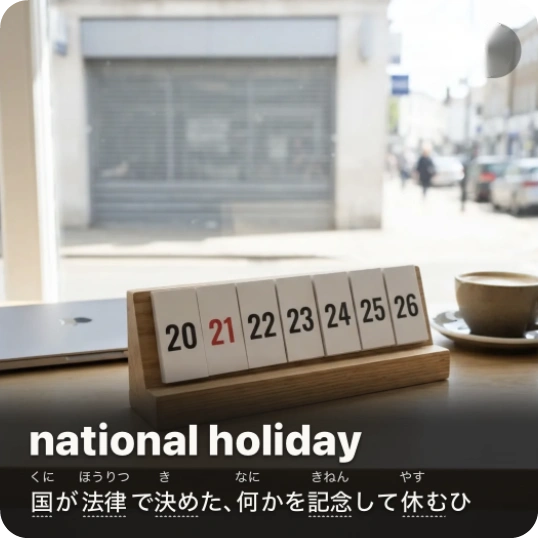 20 21 22 23 24 25 26
national holiday
くに ほうりつ き なに きねん やす
国が法律で決めた、何かを記念して休むひ